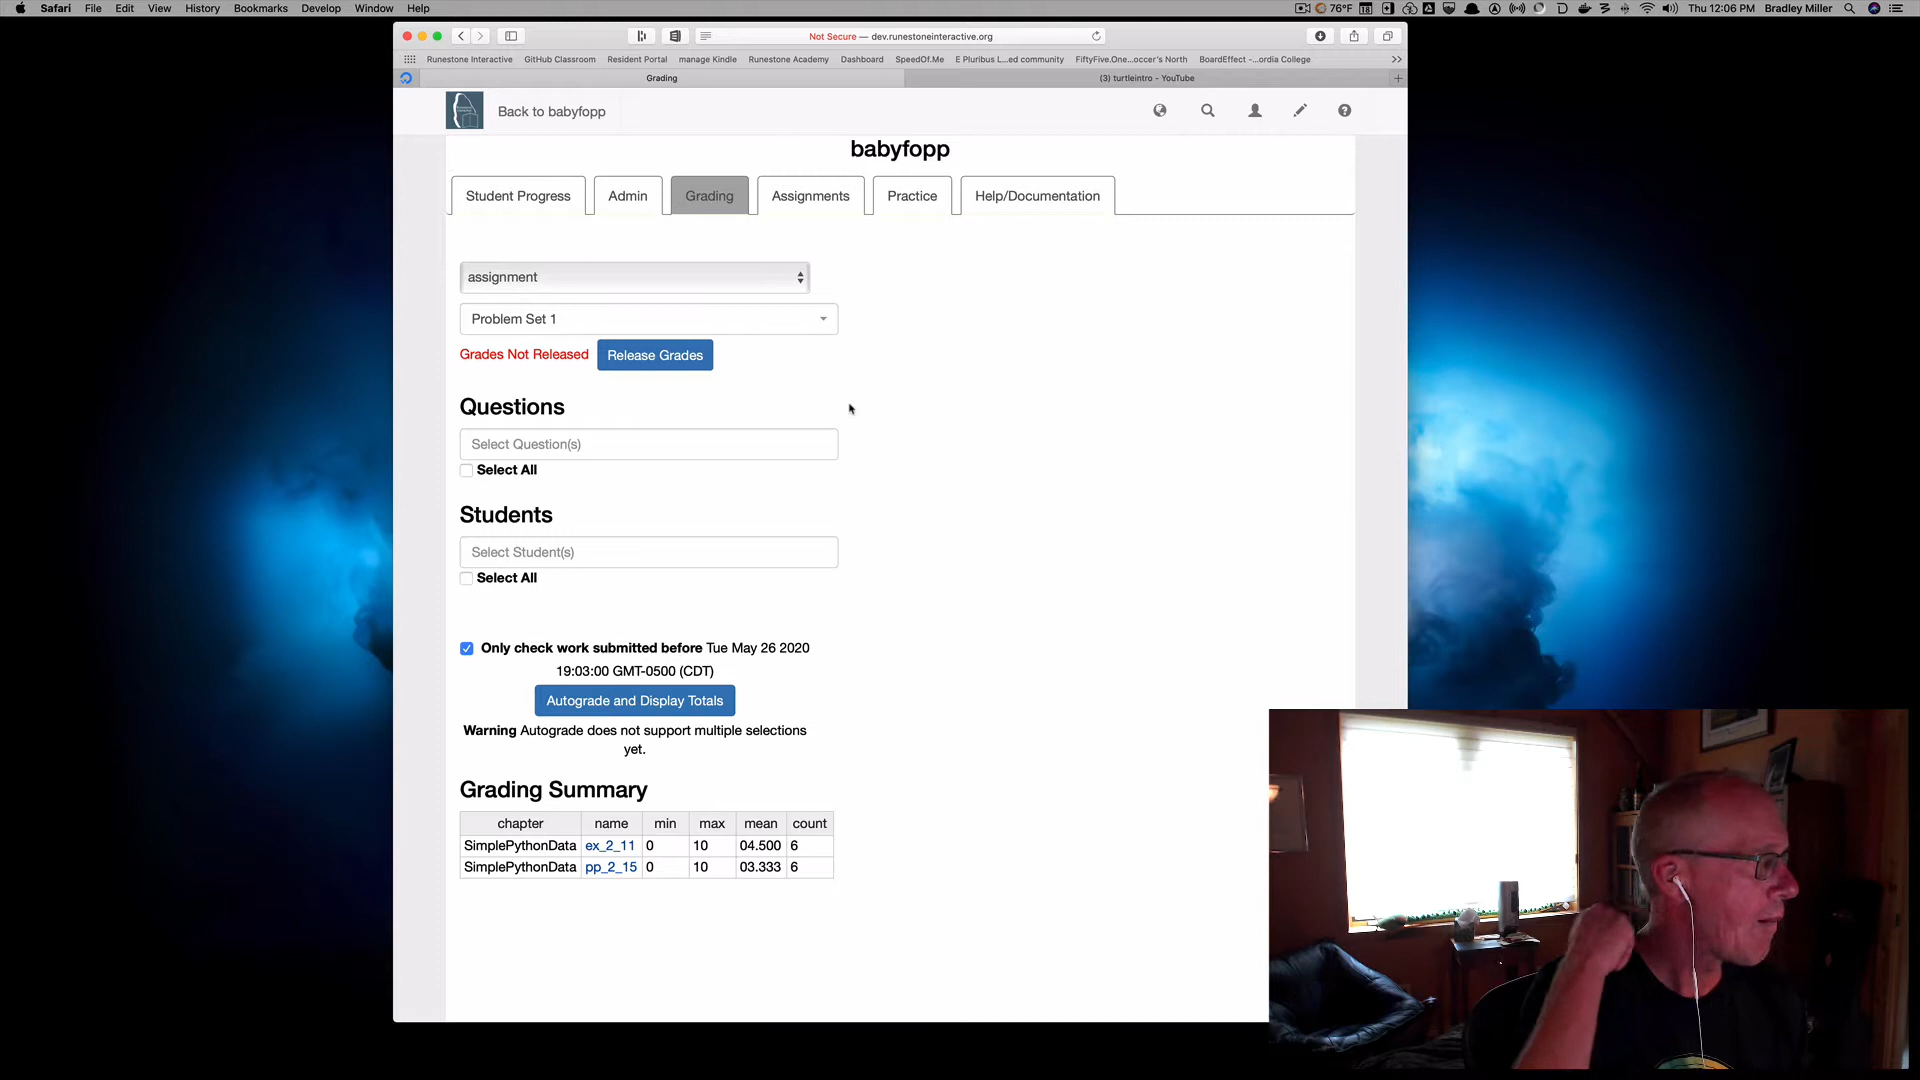 Safari File Edit View History Bookmarks Develop Window Help 76°F 18 Thu 12:06 PM Bradley Miller
Not Secure — dev.runestoneinteractive.org
Runestone Interactive GitHub Classroom Resident Portal manage Kindle Runestone Academy Dashboard SpeedOf.Me E Pluribus L...ed community FiftyFive.One...occer's North BoardEffect -...ordia College
Grading (3) turtleintro - YouTube
Back to babyfopp
babyfopp
Student Progress Admin Grading Assignments Practice Help/Documentation
assignment
Problem Set 1
Grades Not Released Release Grades
Questions
Select Question(s)
Select All
Students
Select Student(s)
Select All
Only check work submitted before Tue May 26 2020
19:03:00 GMT-0500 (CDT)
Autograde and Display Totals
Warning Autograde does not support multiple selections
yet.
Grading Summary
chapter name min max mean count
SimplePythonData ex_2_11 0 10 04.500 6
SimplePythonData pp_2_15 0 10 03.333 6